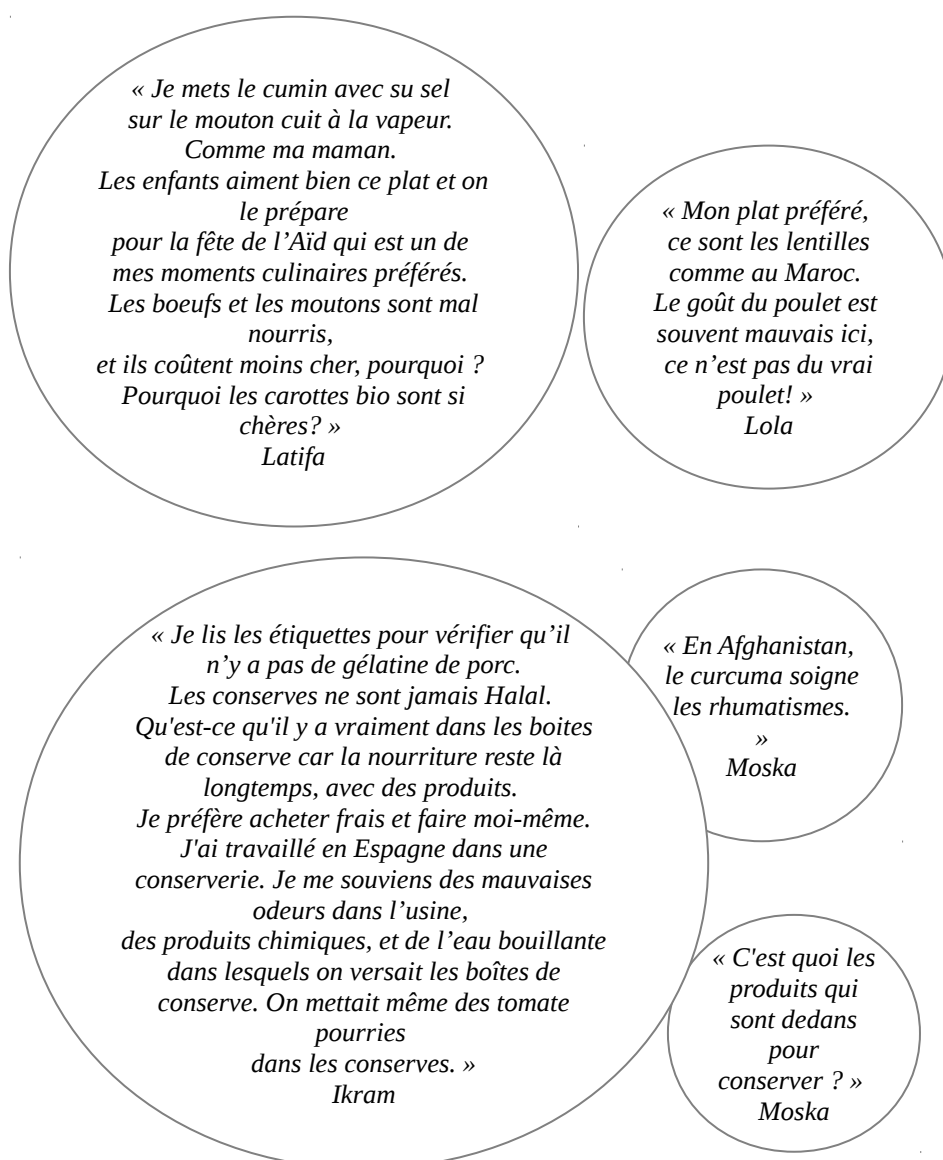 « Je mets le cumin avec su sel
sur le mouton cuit à la vapeur.
Comme ma maman.
Les enfants aiment bien ce plat et on
le prépare
pour la fête de l’Aïd qui est un de
mes moments culinaires préférés.
Les boeufs et les moutons sont mal
nourris,
et ils coûtent moins cher, pourquoi ?
Pourquoi les carottes bio sont si
chères? »
Latifa
« Mon plat préféré,
ce sont les lentilles
comme au Maroc.
Le goût du poulet est
souvent mauvais ici,
ce n’est pas du vrai
poulet! »
Lola
« Je lis les étiquettes pour vérifier qu’il
n’y a pas de gélatine de porc.
Les conserves ne sont jamais Halal.
Qu'est-ce qu'il y a vraiment dans les boites
de conserve car la nourriture reste là
longtemps, avec des produits.
Je préfère acheter frais et faire moi-même.
J'ai travaillé en Espagne dans une
conserverie. Je me souviens des mauvaises
odeurs dans l’usine,
des produits chimiques, et de l’eau bouillante
dans lesquels on versait les boîtes de
conserve. On mettait même des tomate
pourries
dans les conserves. »
Ikram
« En Afghanistan,
le curcuma soigne
les rhumatismes.
»
Moska
« C'est quoi les
produits qui
sont dedans
pour
conserver ? »
Moska